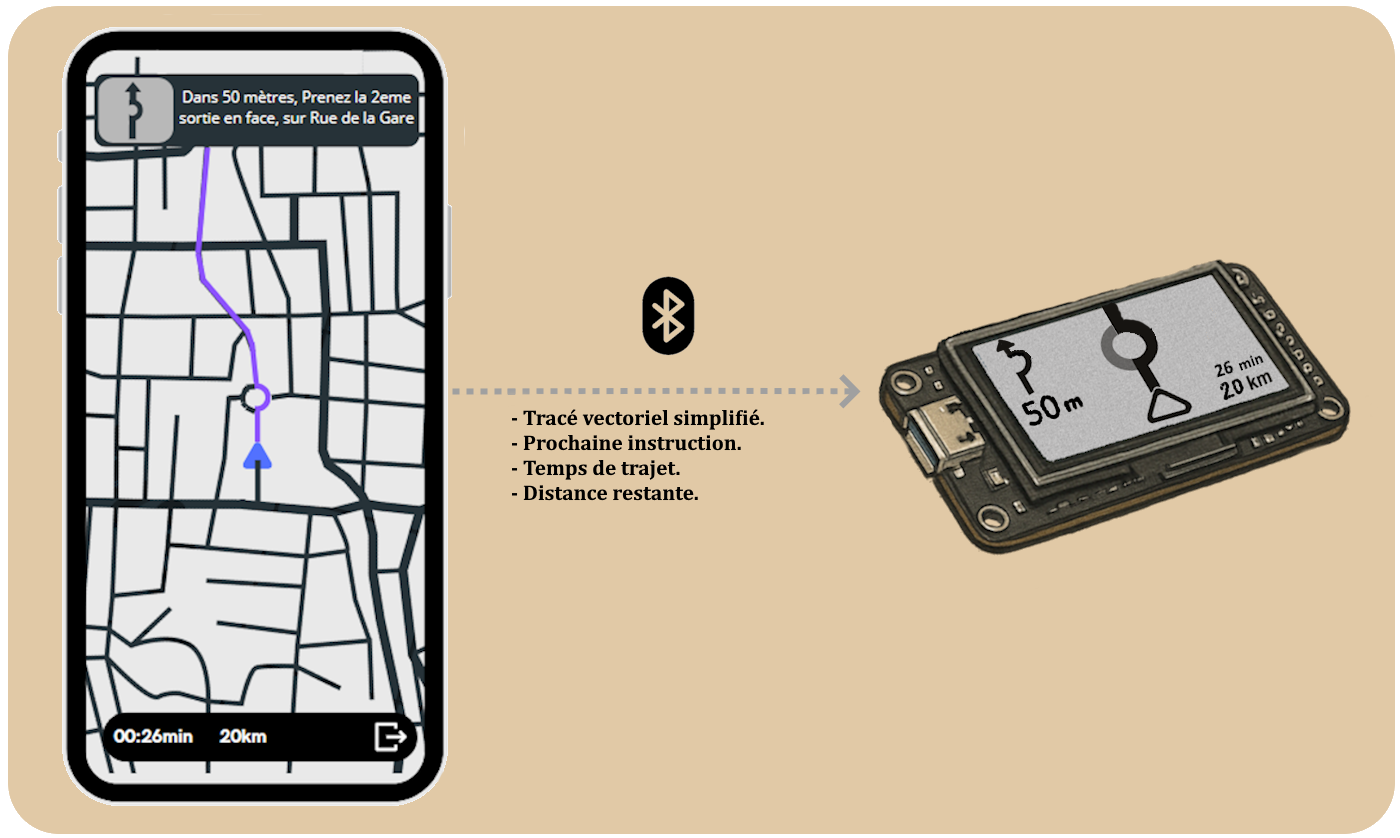 Dans 50 mètres, Prenez la 2eme
sortie en face, sur Rue de la Gare
- Tracé vectoriel simplifié.
- Prochaine instruction.
- Temps de trajet.
- Distance restante.
50m
26 min
20 km
00:26min 20km